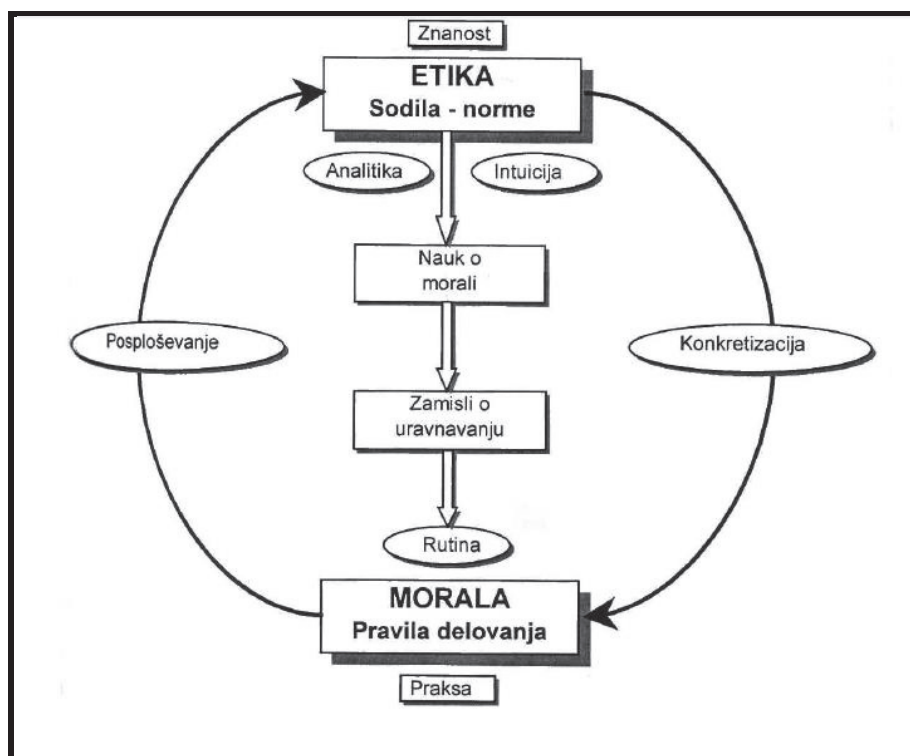 Znanost
ETIKA
Sodila - norme
Analitika
Intuicija
Nauk o
morali
Posploševanje
Konkretizacija
Zamisli o
uravnavanju
Rutina
MORALA
Pravila delovanja
Praksa